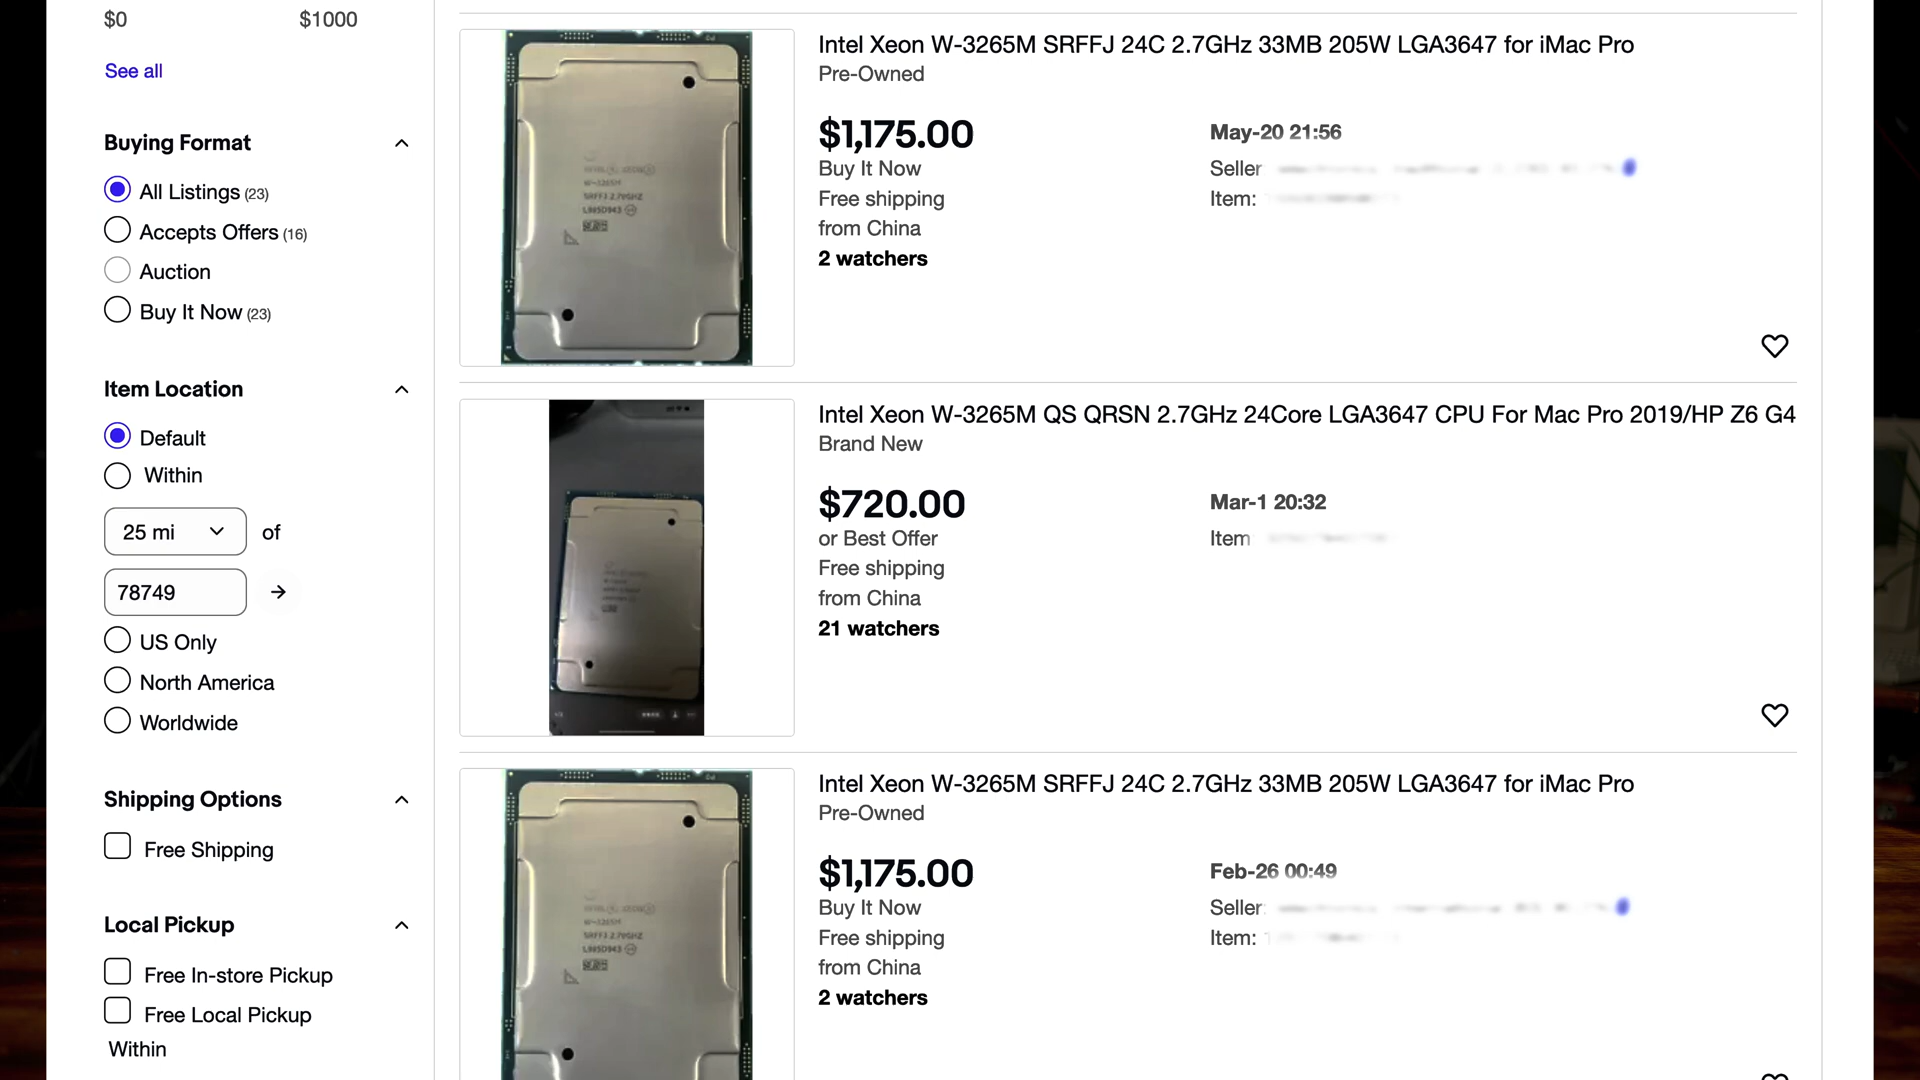 $0
$1000
See all
Buying Format
All Listings (23)
Accepts Offers (16)
Auction
Buy It Now (23)
Item Location
Default
Within
25 mi
of
78749
US Only
North America
Worldwide
Shipping Options
Free Shipping
Local Pickup
Free In-store Pickup
Free Local Pickup
Within
Intel Xeon W-3265M SRFFJ 24C 2.7GHz 33MB 205W LGA3647 for iMac Pro
Pre-Owned
$1,175.00
Buy It Now
Free shipping
from China
2 watchers
May-20 21:56
Seller
Item:
Intel Xeon W-3265M QS QRSN 2.7GHz 24Core LGA3647 CPU For Mac Pro 2019/HP Z6 G4
Brand New
$720.00
or Best Offer
Free shipping
from China
21 watchers
Mar-1 20:32
Item
Intel Xeon W-3265M SRFFJ 24C 2.7GHz 33MB 205W LGA3647 for iMac Pro
Pre-Owned
$1,175.00
Buy It Now
Free shipping
from China
2 watchers
Feb-26 00:49
Seller:
Item: